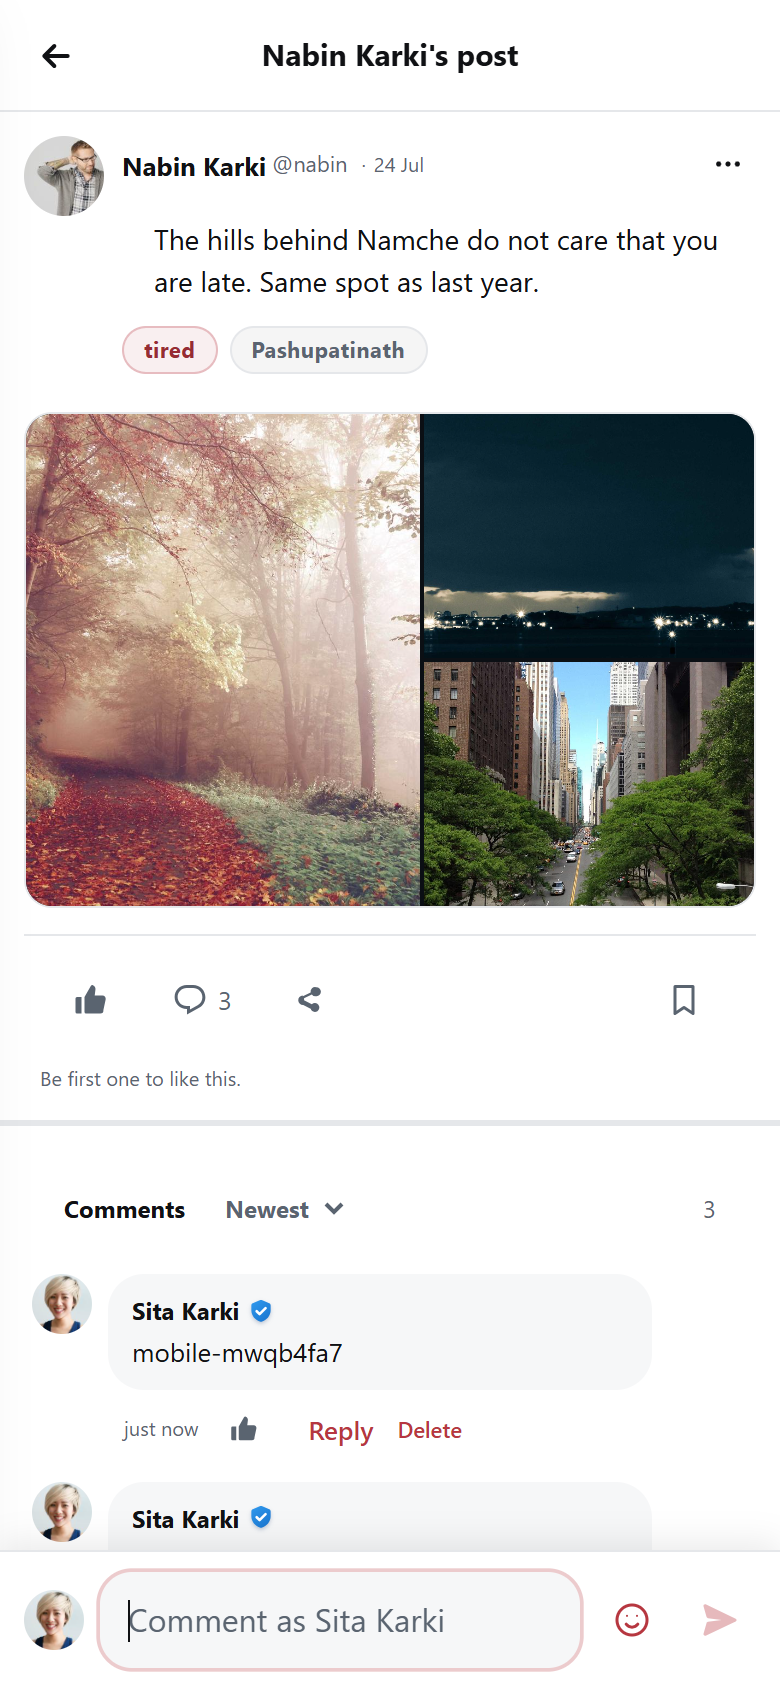 Nabin Karki's post
Nabin Karki @nabin · 24 Jul
The hills behind Namche do not care that you
are late. Same spot as last year.
tired Pashupatinath
3
Be first one to like this.
Comments Newest 3
Sita Karki
mobile-mwqb4fa7
just now Reply Delete
Sita Karki
Comment as Sita Karki